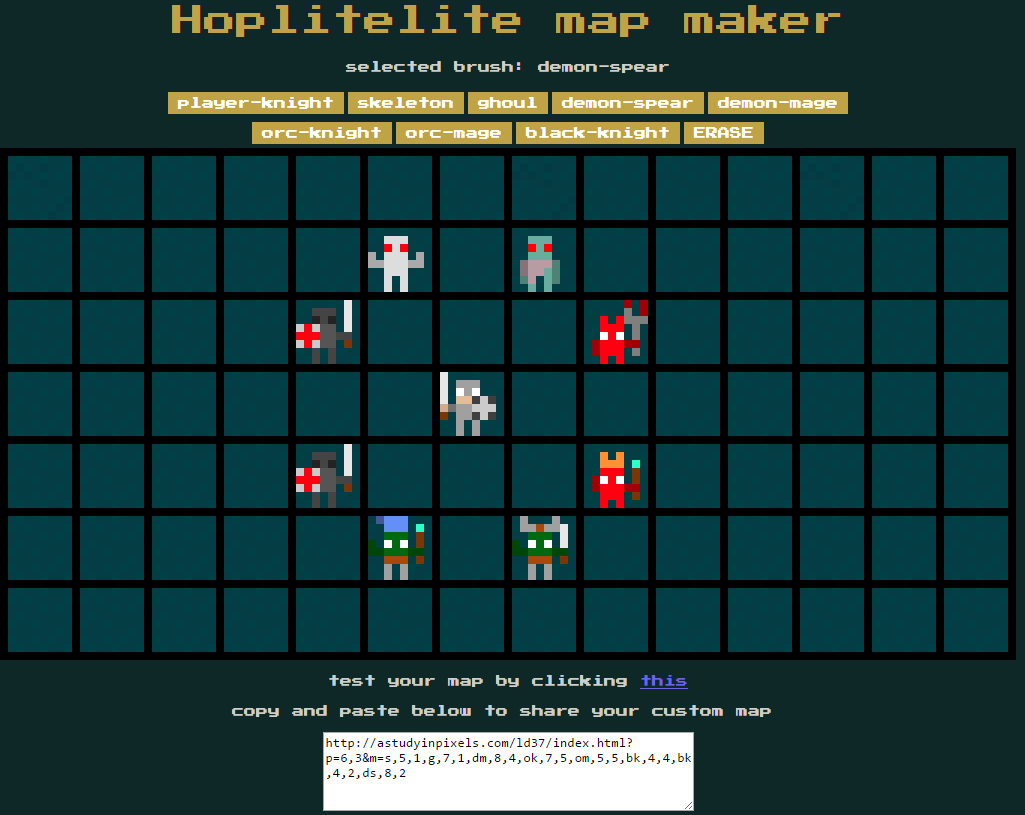 Hoplitelite map maker
selected brush: demon-spear
player-knight skeleton ghoul demon-spear demon-mage
orc-knight orc-mage black-knight ERASE
test your map by clicking this
copy and paste below to share your custom map
http://astudyinpixels.com/ld37/index.html?
p=6,3&m=s,5,1,g,7,1,dm,8,4,ok,7,5,om,5,5,bk,4,4,bk
,4,2,ds,8,2